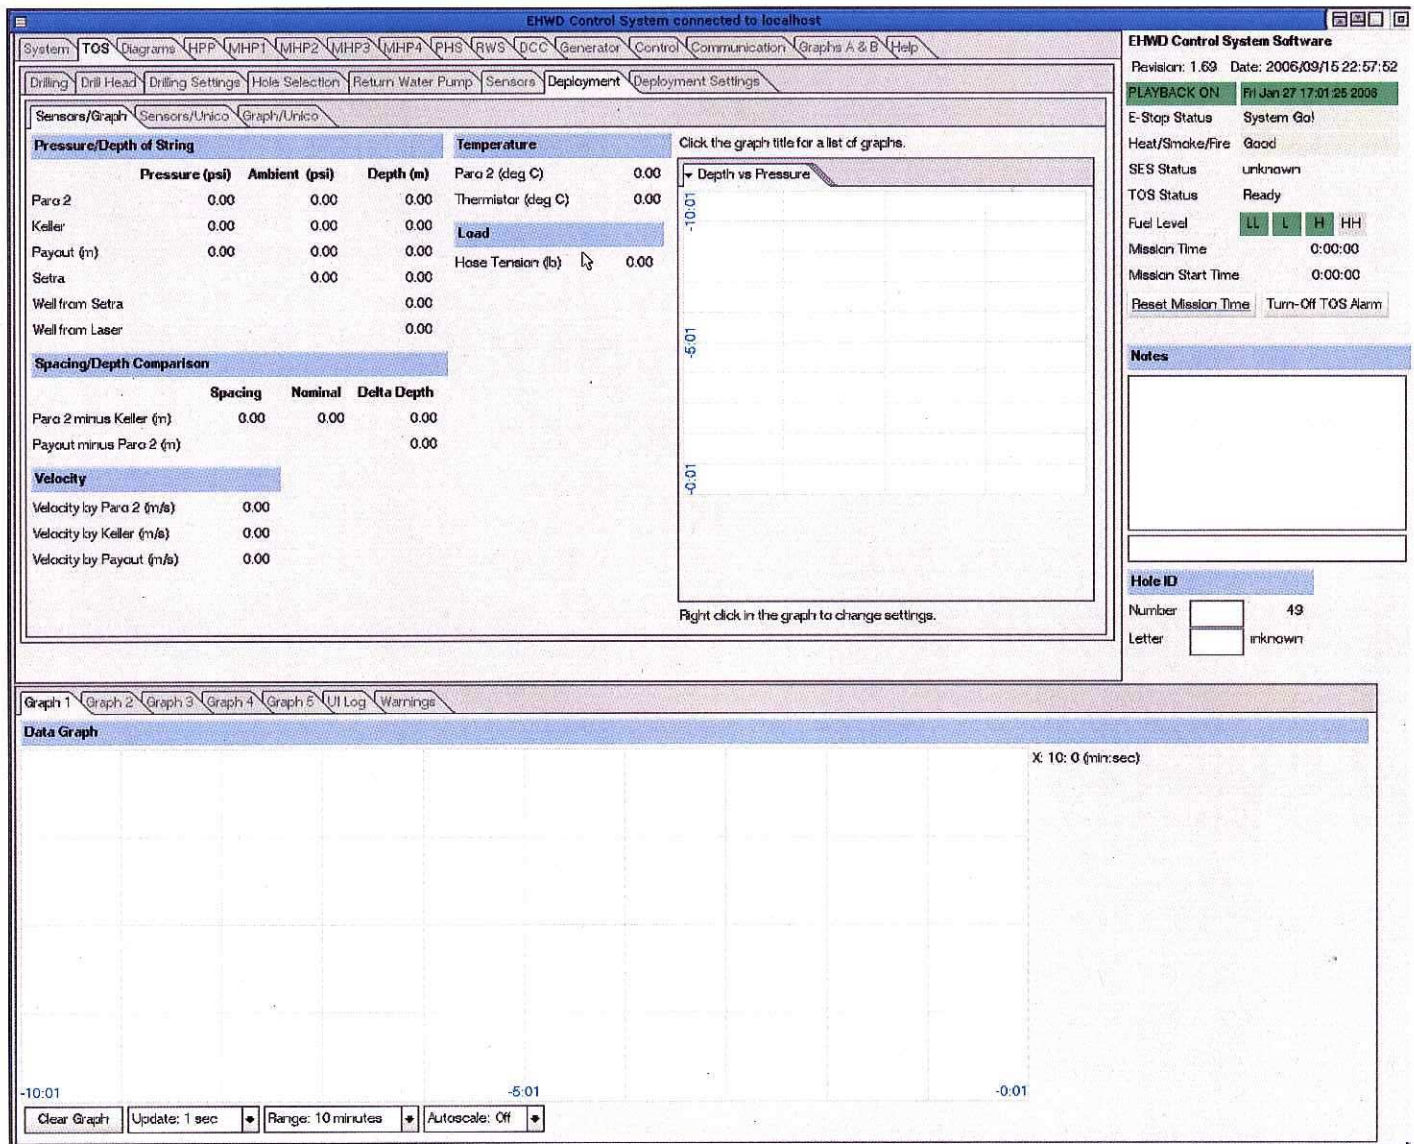 EHWD Control System connected to localhost
System TOS Diagrams HPP MHP1 MHP2 MHP3 MHP4 PHS RWS DCC Generator Control Communication Graphs A & B Help
Drilling Drill Head Drilling Settings Hole Selection Return Water Pump Sensors Deployment Deployment Settings
Sensors/Graph Sensors/Unico Graph/Unico
Pressure/Depth of String
Pressure (psi) Ambient (psi) Depth (m)
Paro 2 0.00 0.00 0.00
Keller 0.00 0.00 0.00
Payout (m) 0.00 0.00 0.00
Setra 0.00 0.00
Well from Setra 0.00
Well from Laser 0.00
Spacing/Depth Comparison
Spacing Nominal Delta Depth
Paro 2 minus Keller (m) 0.00 0.00 0.00
Payout minus Paro 2 (m) 0.00
Velocity
Velocity by Paro 2 (m/s) 0.00
Velocity by Keller (m/s) 0.00
Velocity by Payout (m/s) 0.00
Temperature
Paro 2 (deg C) 0.00
Thermistor (deg C) 0.00
Load
Hose Tension (lb) 0.00
Click the graph title for a list of graphs.
Depth vs Pressure
-10:01
-5:01
-0:01
Right click in the graph to change settings.
EHWD Control System Software
Revision: 1.69 Date: 2006/09/15 22:57:52
PLAYBACK ON Fri Jan 27 17:01:25 2006
E-Stop Status System Go!
Heat/Smoke/Fire Good
SES Status unknown
TOS Status Ready
Fuel Level LL L H HH
Mission Time 0:00:00
Mission Start Time 0:00:00
Reset Mission Time Turn-Off TOS Alarm
Notes
Hole ID
Number 49
Letter inknown
Graph 1 Graph 2 Graph 3 Graph 4 Graph 5 UI Log Warnings
Data Graph
X: 10: 0 (min:sec)
-10:01 -5:01 -0:01
Clear Graph Update: 1 sec Range: 10 minutes Autoscale: Off